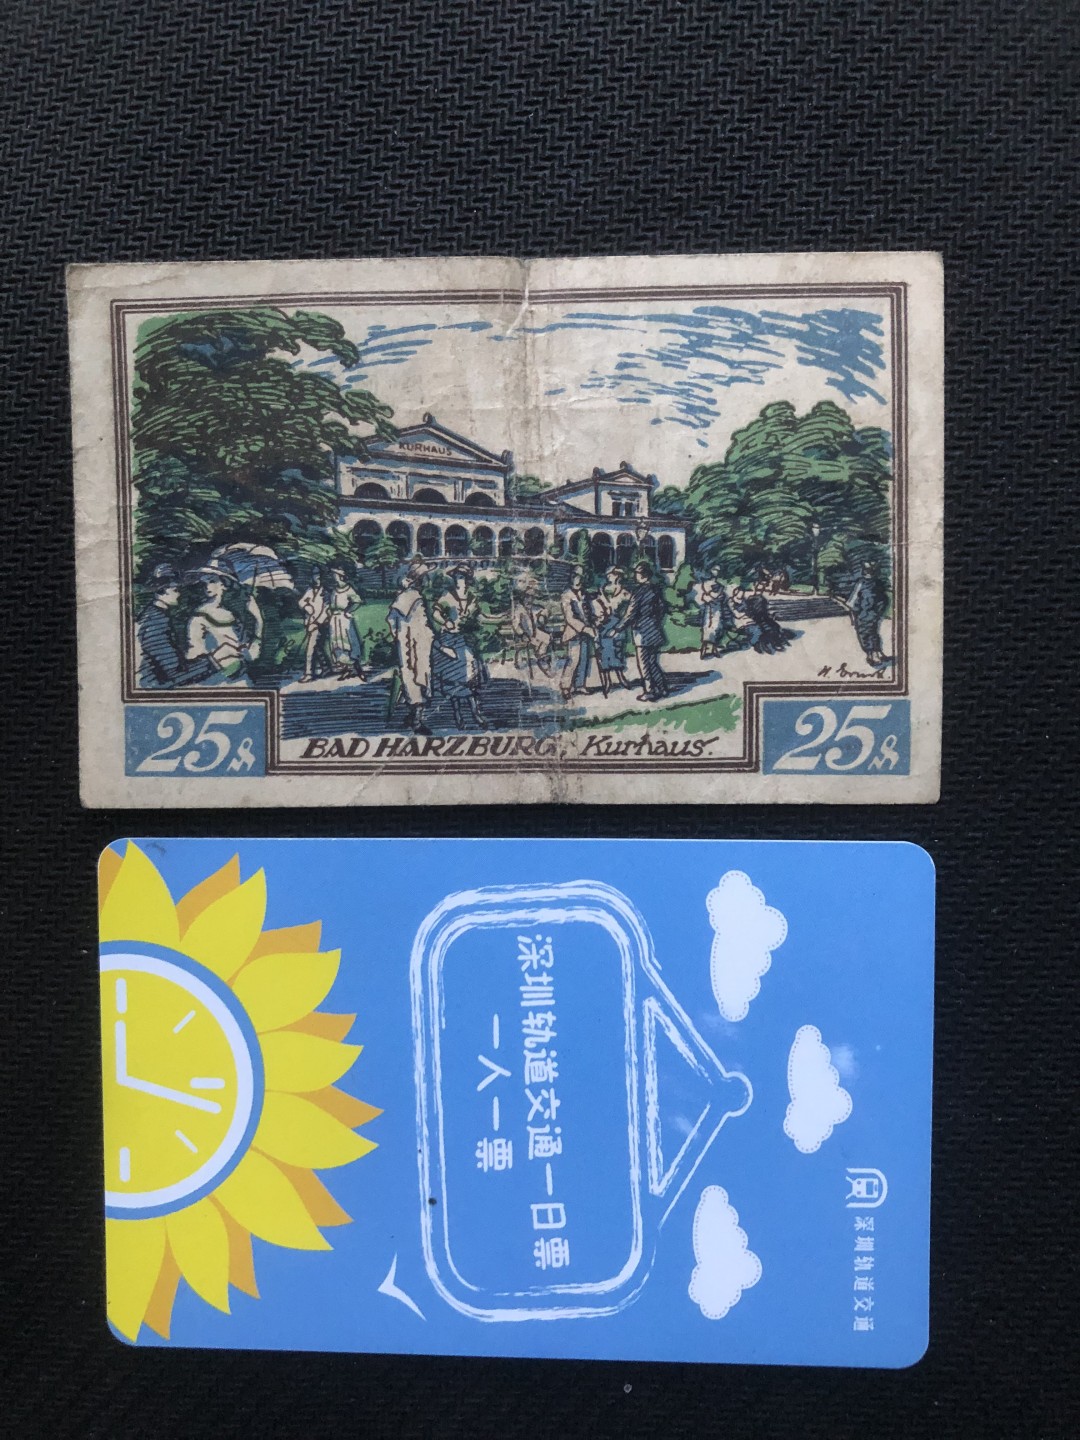 KURHAUS
25
BAD HARZBURG, Kurhaus.
25
深圳轨道交通一日票
一人一票
深圳轨道交通